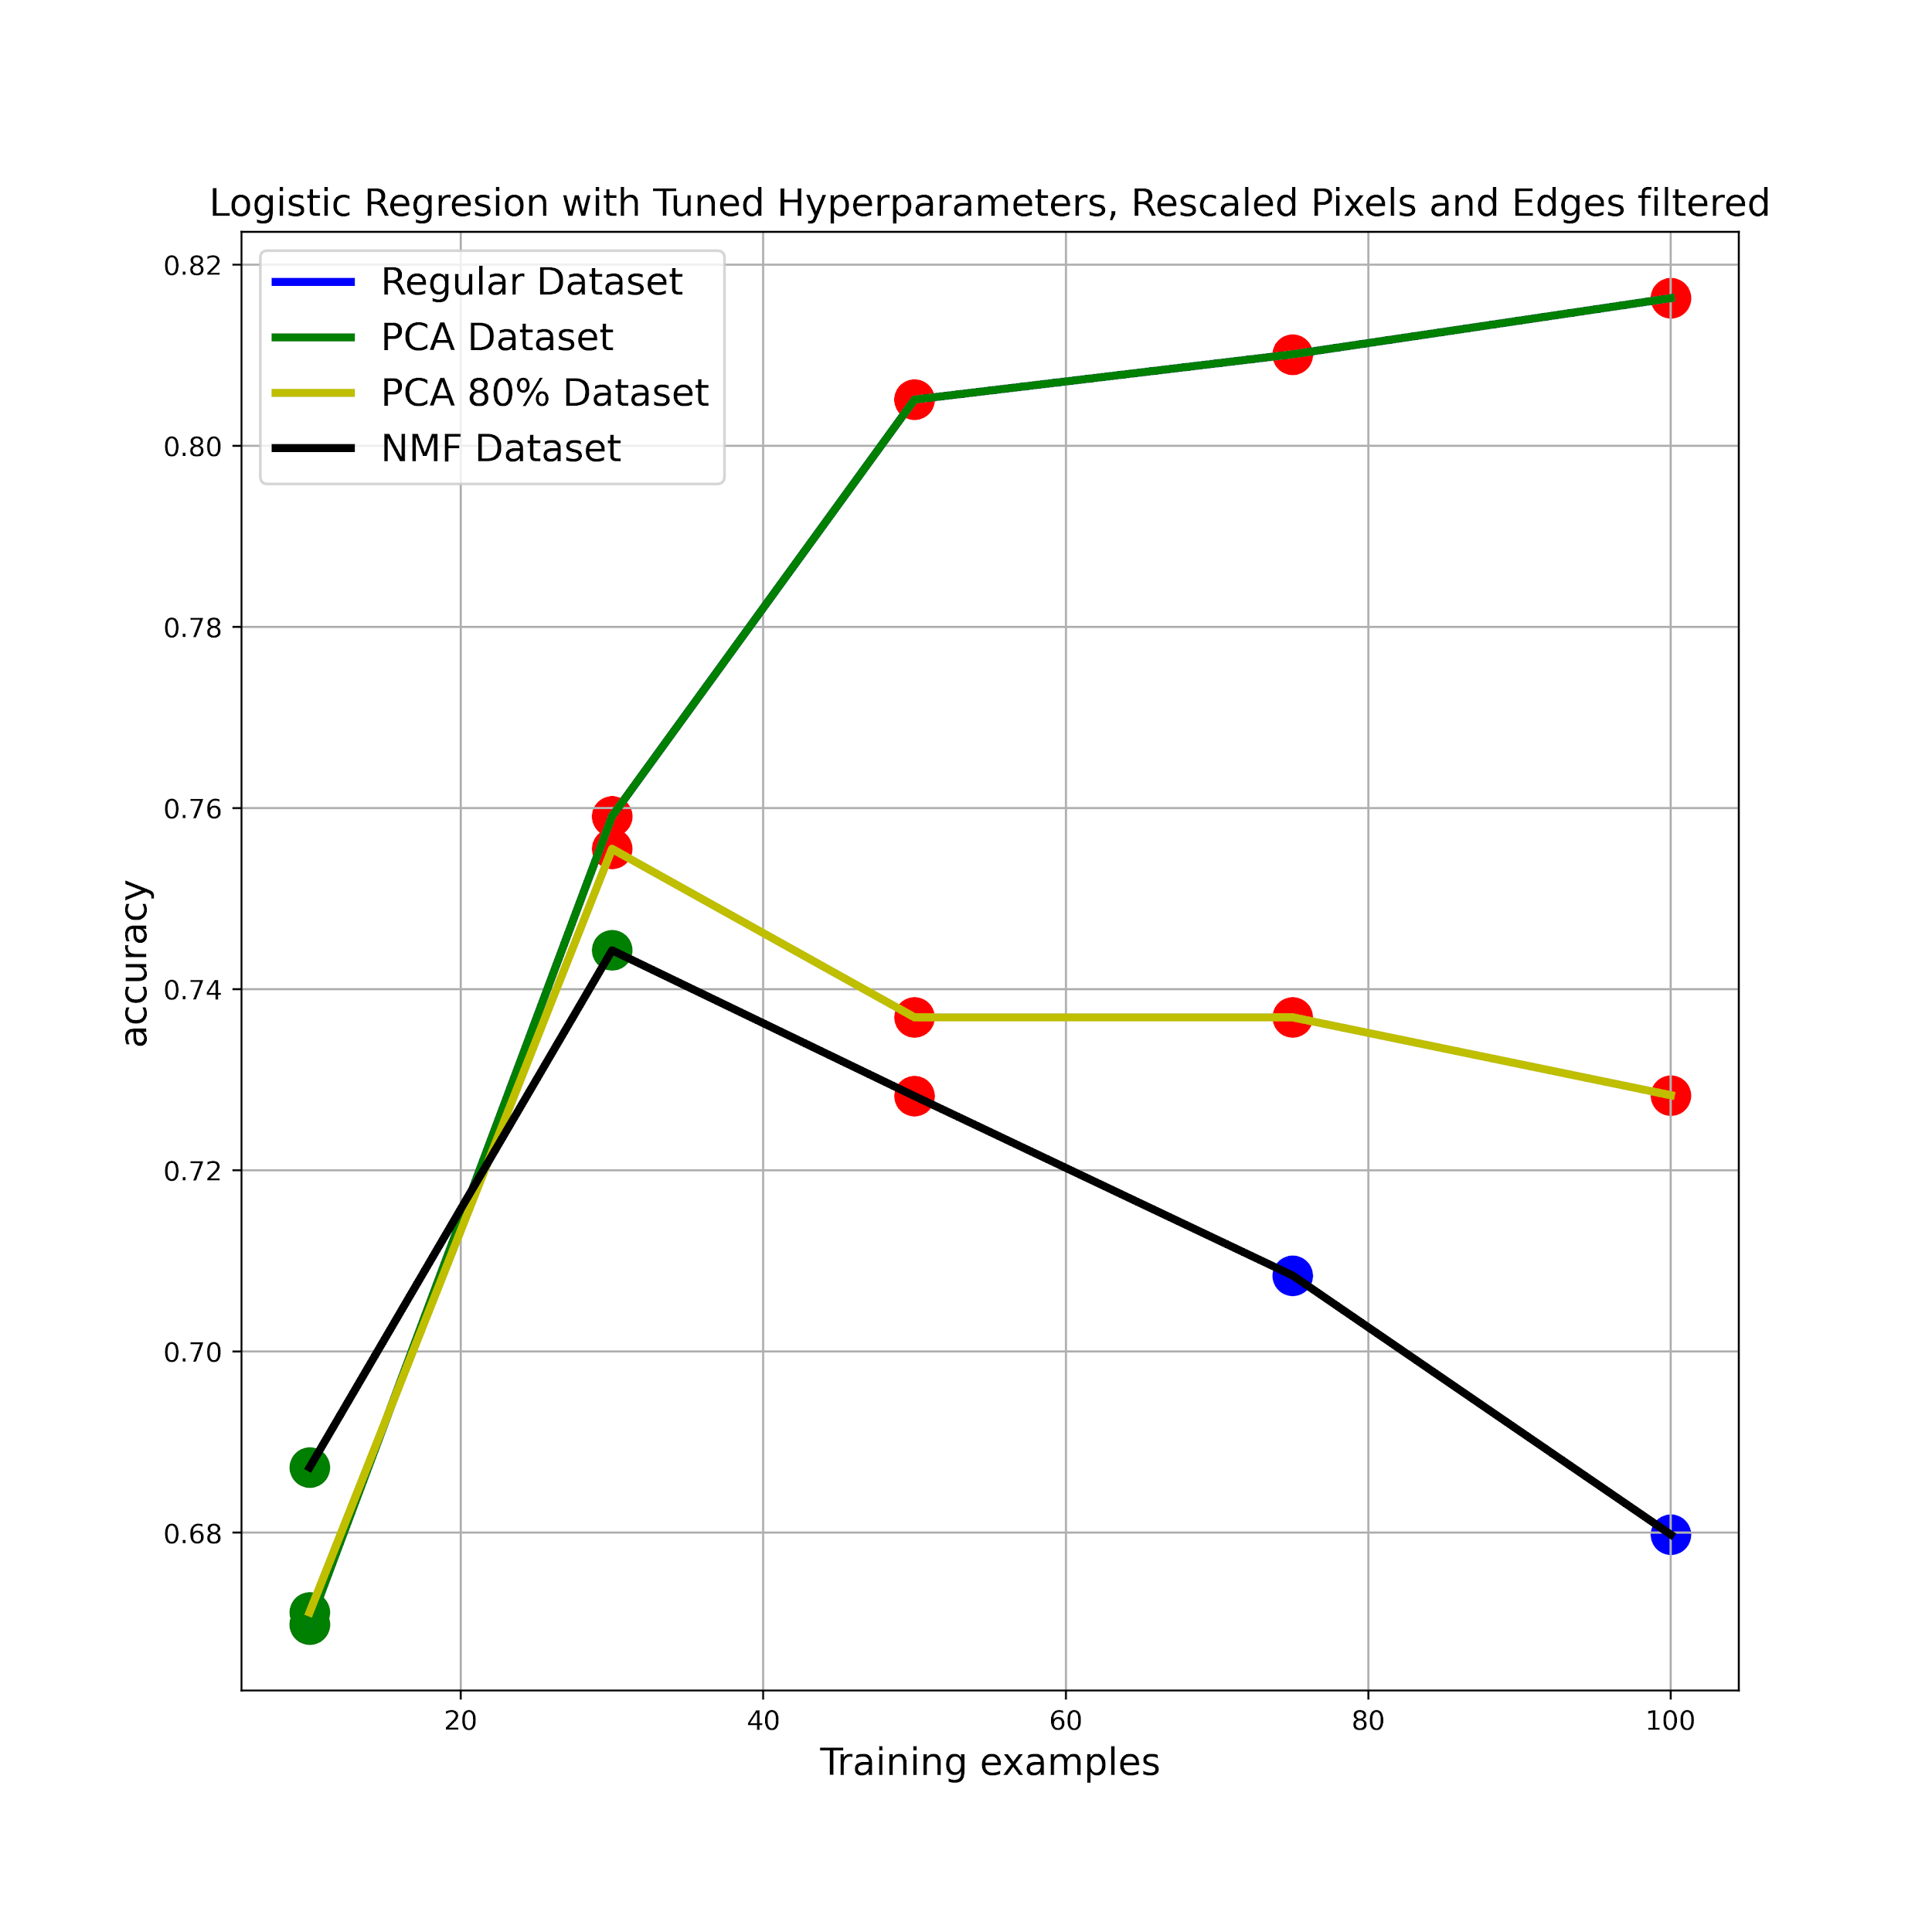 Logistic Regresion with Tuned Hyperparameters, Rescaled Pixels and Edges filtered
Regular Dataset
PCA Dataset
PCA 80% Dataset
NMF Dataset
0.82
0.80
0.78
0.76
0.74
0.72
0.70
0.68
accuracy
20 40 60 80 100
Training examples